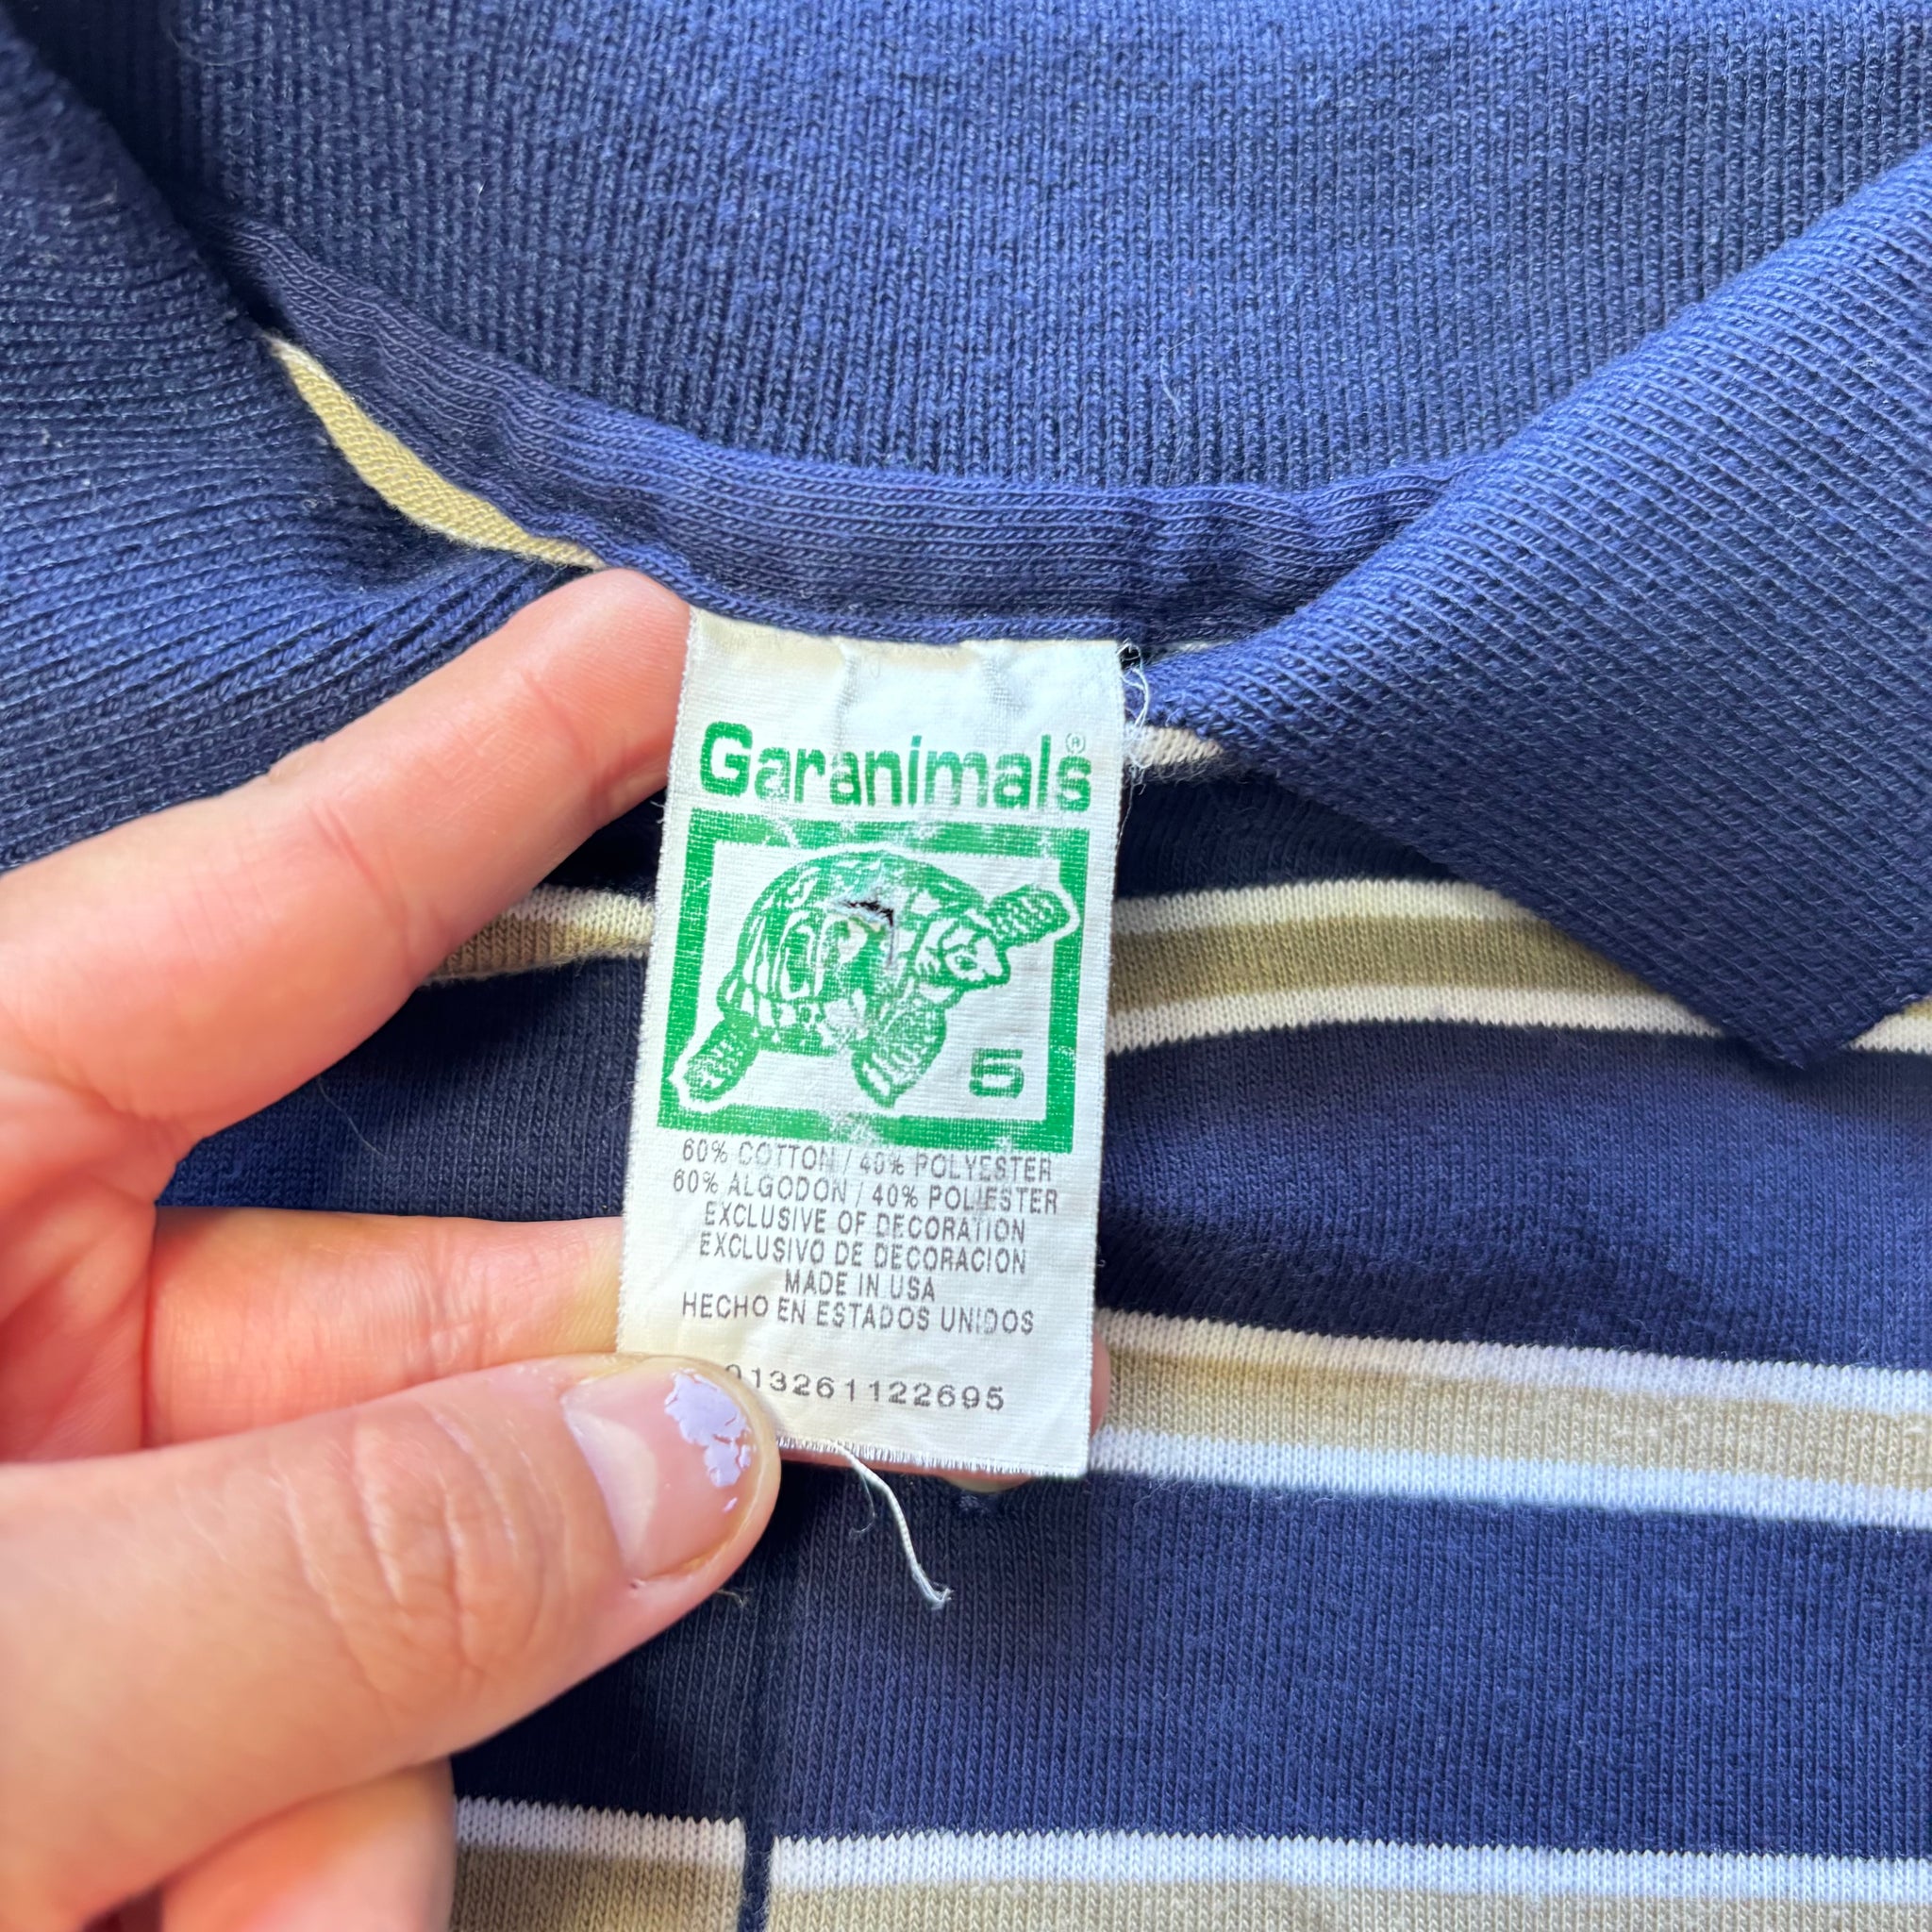 Garanimals®
5
60% COTTON / 40% POLYESTER
60% ALGODON / 40% POLIESTER
EXCLUSIVE OF DECORATION
EXCLUSIVO DE DECORACION
MADE IN USA
HECHO EN ESTADOS UNIDOS
013261122695